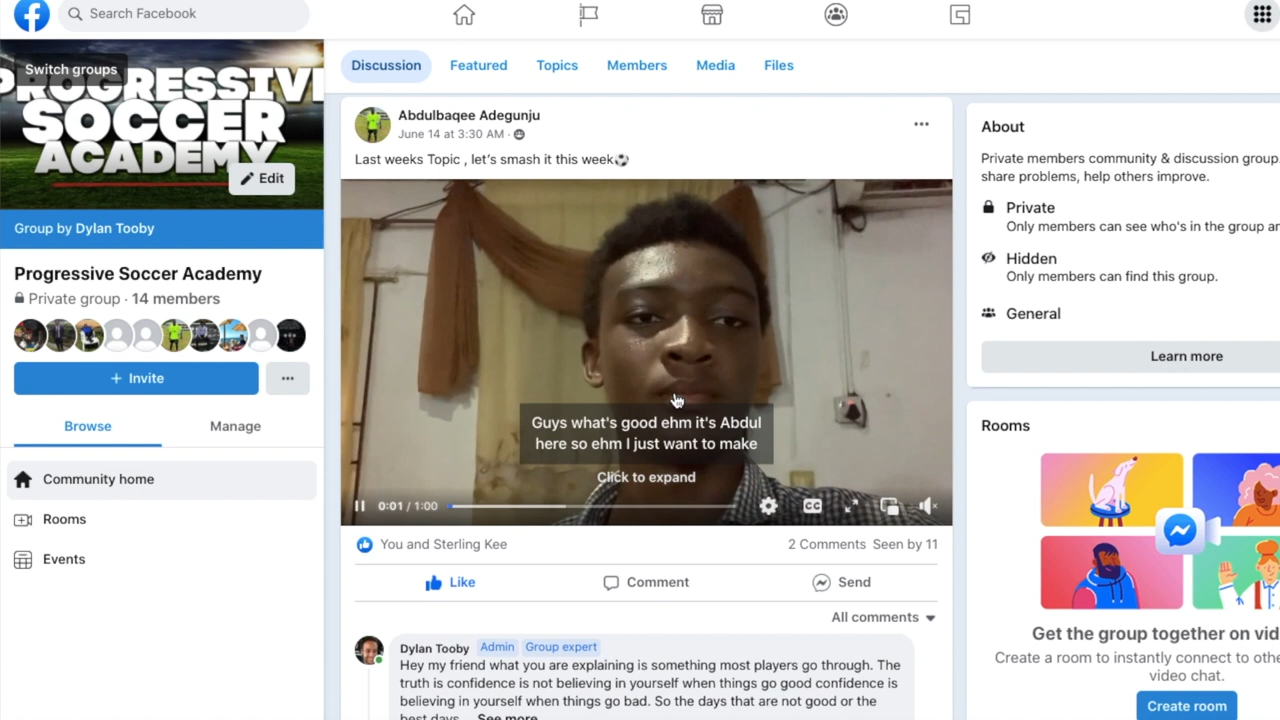 Search Facebook
Switch groups
PROGRESSIVE
SOCCER
ACADEMY
Edit
Group by Dylan Tooby
Progressive Soccer Academy
Private group · 14 members
+ Invite
Browse
Manage
Community home
Rooms
Events
Discussion
Featured
Topics
Members
Media
Files
Abdulbaqee Adegunju
June 14 at 3:30 AM ·
Last weeks Topic , let's smash it this week⚽
Guys what's good ehm it's Abdul
here so ehm I just want to make
Click to expand
0:01 / 1:00
CC
You and Sterling Kee
2 Comments Seen by 11
Like
Comment
Send
All comments
Dylan Tooby Admin Group expert
Hey my friend what you are explaining is something most players go through. The
truth is confidence is not believing in yourself when things go good confidence is
believing in yourself when things go bad. So the days that are not good or the
best days... See more
About
Private members community & discussion group.
share problems, help others improve.
Private
Only members can see who's in the group an
Hidden
Only members can find this group.
General
Learn more
Rooms
Get the group together on vid
Create a room to instantly connect to othe
video chat.
Create room